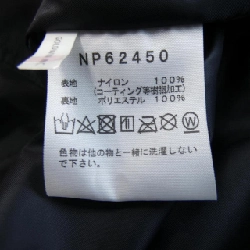 NP62450
表地 ナイロン 100%
(コーティング等樹脂加工)
裏地 ポリエステル 100%
色物は他の物と一緒に洗濯しない
で下さい。